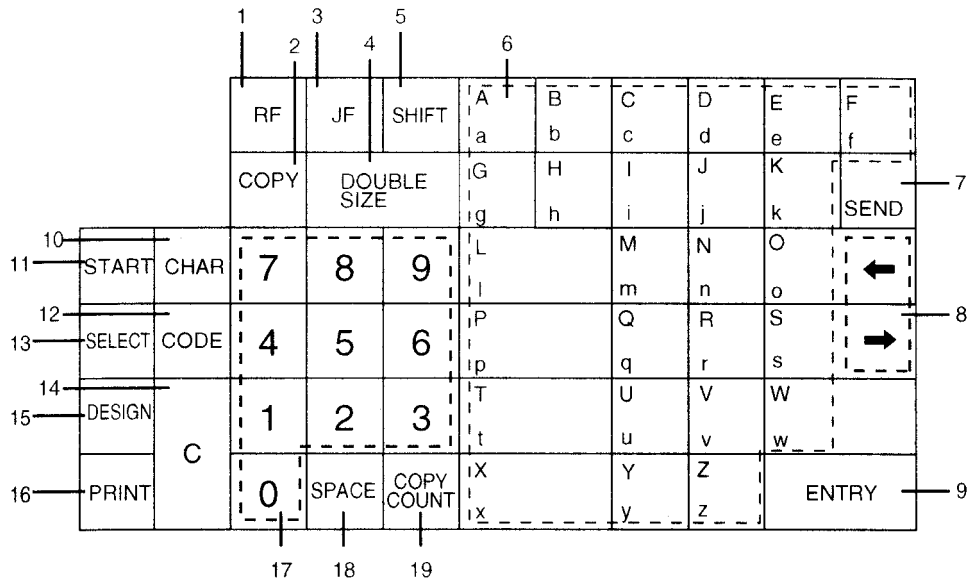 1 3 5
2 4 6
RF JF SHIFT A B C D E F
a b c d e f
COPY DOUBLE SIZE G H I J K
g h i j k SEND 7
10
11 START CHAR 7 8 9 L M N O
l m n o
12 8
13 SELECT CODE 4 5 6 P Q R S
p q r s
14
15 DESIGN 1 2 3 T U V W
t u v w
C
16 PRINT 0 SPACE COPY COUNT X Y Z ENTRY 9
x y z
17 18 19